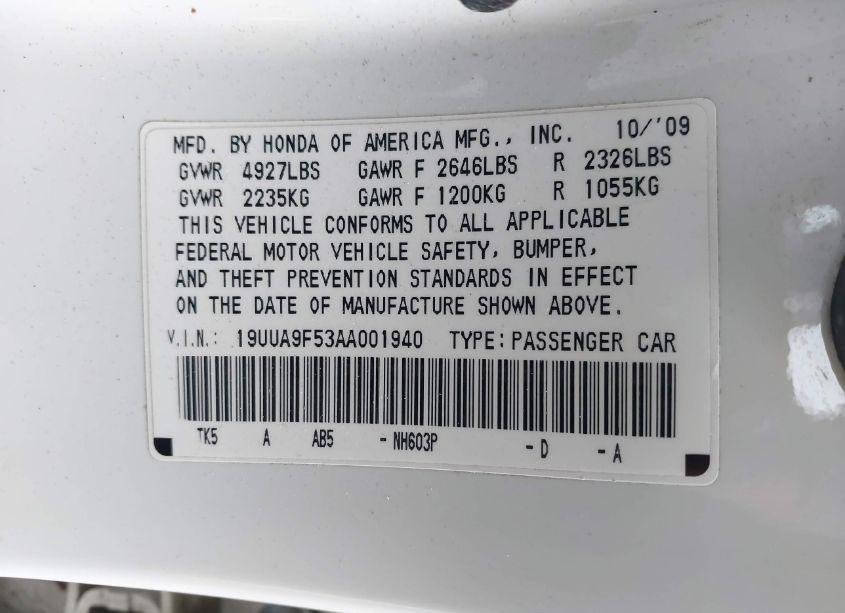 MFD. BY HONDA OF AMERICA MFG., INC. 10/'09
GVWR 4927LBS GAWR F 2646LBS R 2326LBS
GVWR 2235KG GAWR F 1200KG R 1055KG
THIS VEHICLE CONFORMS TO ALL APPLICABLE
FEDERAL MOTOR VEHICLE SAFETY, BUMPER,
AND THEFT PREVENTION STANDARDS IN EFFECT
ON THE DATE OF MANUFACTURE SHOWN ABOVE.
V.I.N.: 19UUA9F53AA001940 TYPE:PASSENGER CAR
TK5 A AB5 -NH603P -D -A